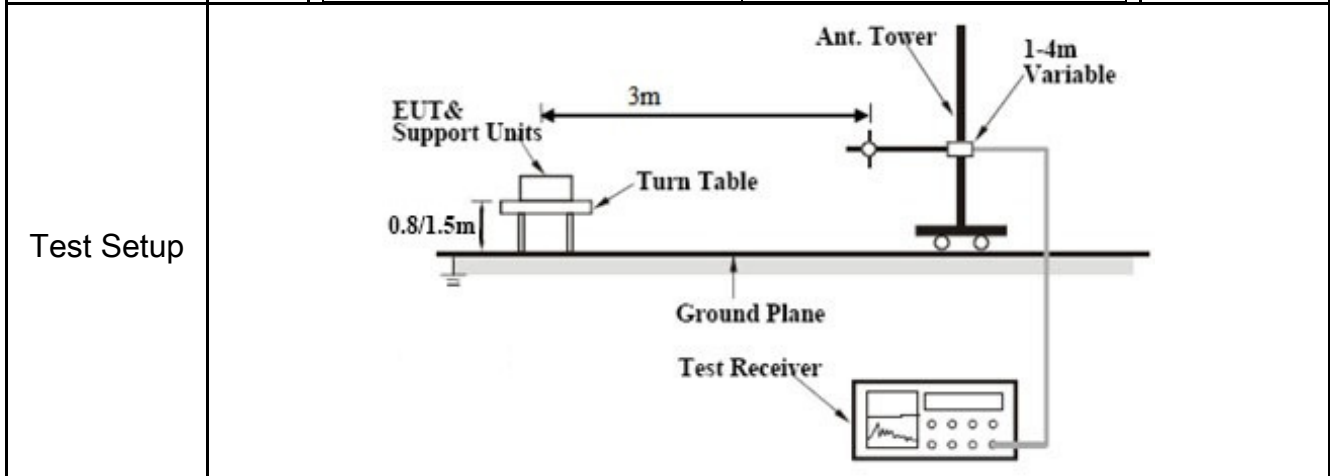 Test Setup
Ant. Tower
1-4m
Variable
3m
EUT&
Support Units
Turn Table
0.8/1.5m
Ground Plane
Test Receiver